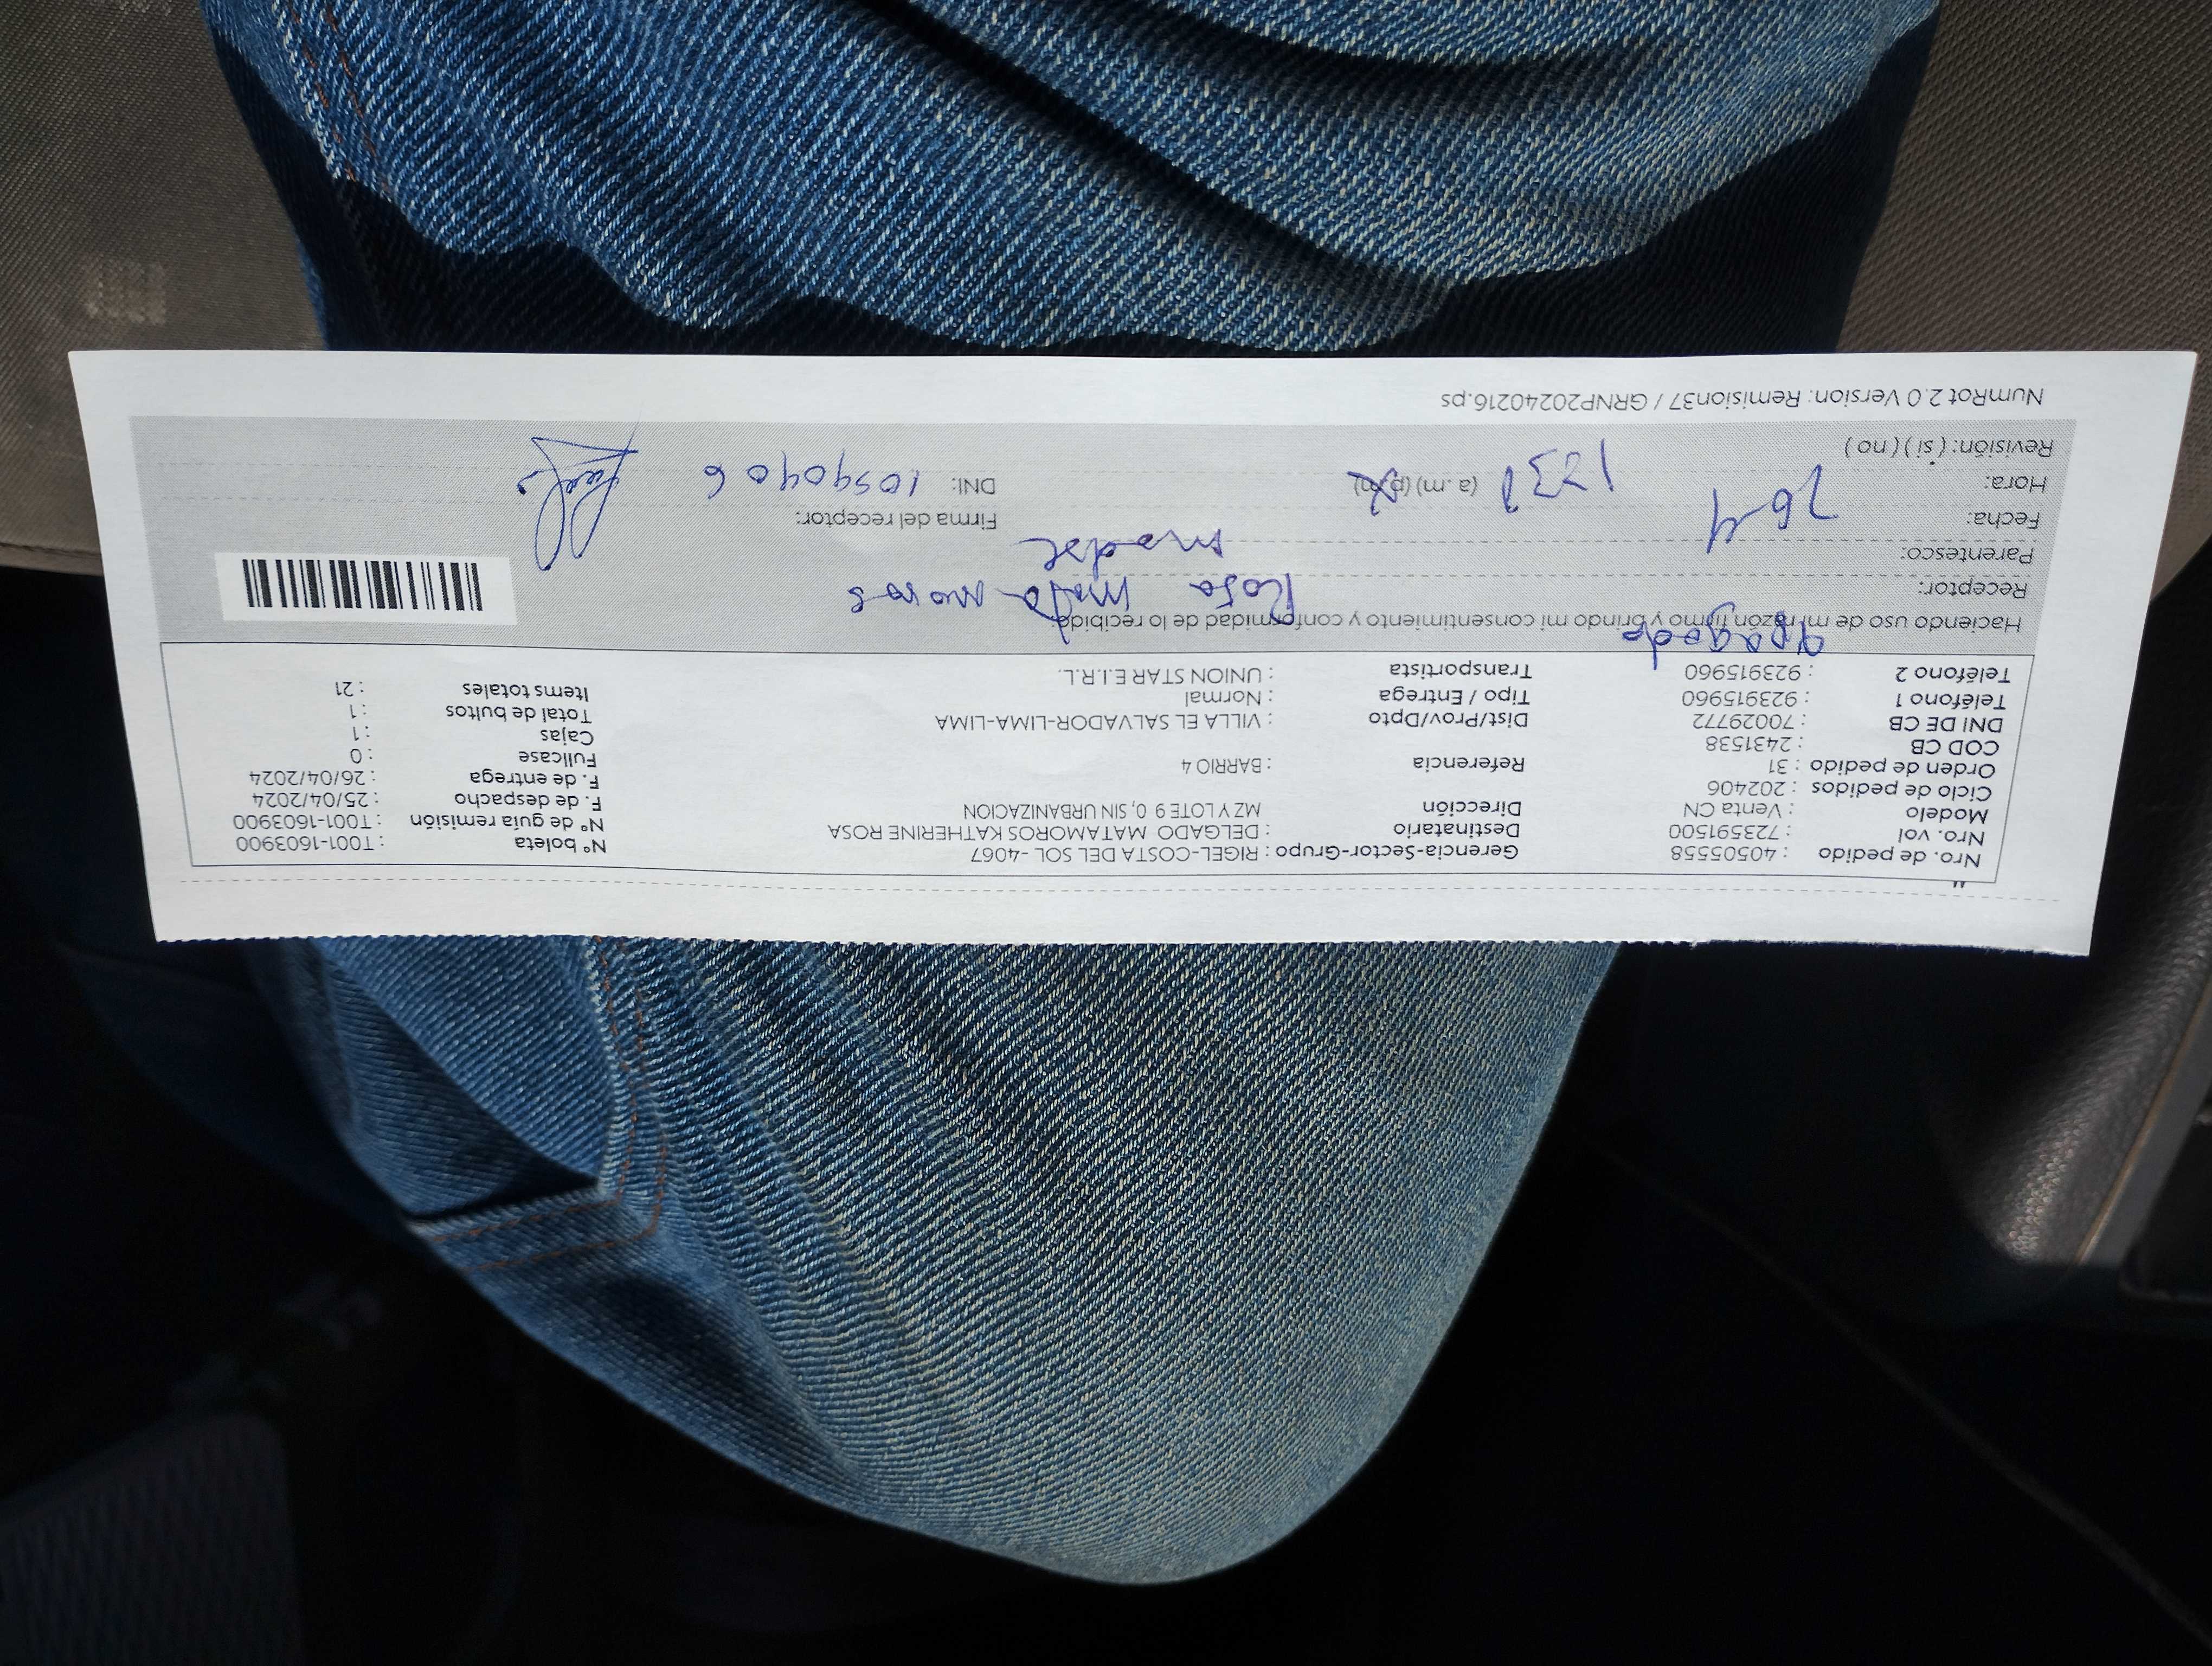 Nro. de pedido : 40505558 Gerencia-Sector-Grupo : RIGEL-COSTA DEL SOL - 4067 N° boleta : T001-1603900
Nro. vol : 723591500 Destinatario : DELGADO MATAMOROS KATHERINE ROSA N° de guía remisión : T001-1603900
Modelo : Venta CN Dirección MZ Y LOTE 9 0, SIN URBANIZACION F. de despacho : 25/04/2024
Ciclo de pedidos : 202406 F. de entrega : 26/04/2024
Orden de pedido : 31 Referencia : BARRIO 4 Fullcase : 0
COD CB : 2431538 Cajas : 1
DNI DE CB : 70029772 Dist/Prov/Dpto : VILLA EL SALVADOR-LIMA-LIMA Total de bultos : 1
Teléfono 1 : 923915960 Tipo / Entrega : Normal Items totales : 21
Teléfono 2 : 923915960 Transportista : UNION STAR E.I.R.L.
apagado
Haciendo uso de mi razón, firmo y brindo mi consentimiento y conformidad de lo recibido.
Receptor: Rosa mata moros
Parentesco: madre
Fecha: 26 4 Firma del receptor:
Hora: 1231 (a. m) (p.m) DNI:
Revisión: ( si ) ( no )
NumRot 2.0 Version: Remision37 / GRNP20240216.ps